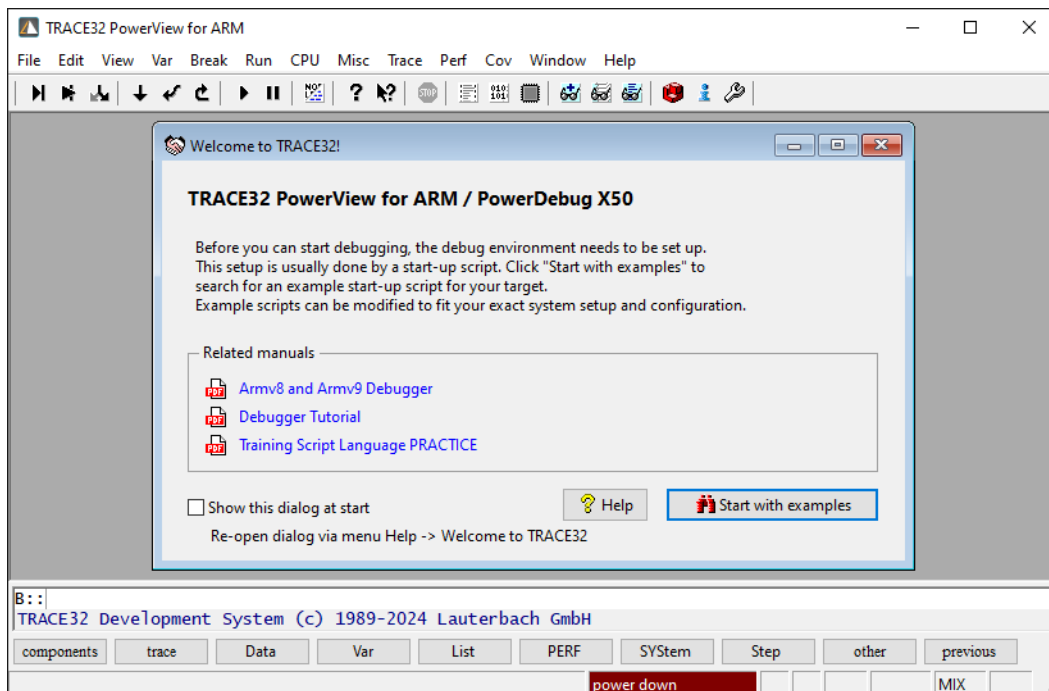 TRACE32 PowerView for ARM
File Edit View Var Break Run CPU Misc Trace Perf Cov Window Help
Welcome to TRACE32!
TRACE32 PowerView for ARM / PowerDebug X50
Before you can start debugging, the debug environment needs to be set up.
This setup is usually done by a start-up script. Click "Start with examples" to
search for an example start-up script for your target.
Example scripts can be modified to fit your exact system setup and configuration.
Related manuals
PDF Armv8 and Armv9 Debugger
PDF Debugger Tutorial
PDF Training Script Language PRACTICE
Show this dialog at start
Help
Start with examples
Re-open dialog via menu Help -> Welcome to TRACE32
B::
TRACE32 Development System (c) 1989-2024 Lauterbach GmbH
components trace Data Var List PERF SYStem Step other previous
power down MIX